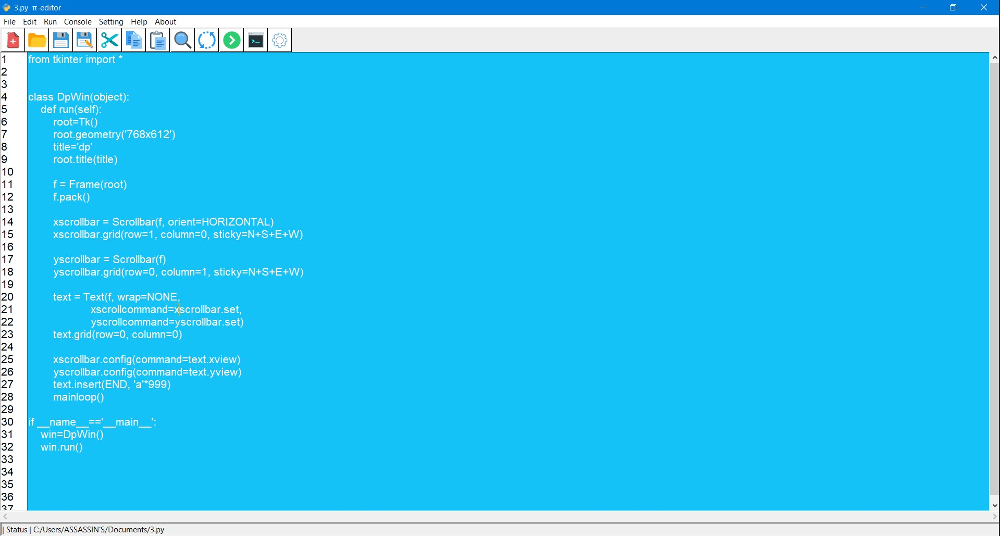 3.py π-editor
File Edit Run Console Setting Help About
1 from tkinter import *
2
3
4 class DpWin(object):
5     def run(self):
6         root=Tk()
7         root.geometry('768x612')
8         title='dp'
9         root.title(title)
10
11         f = Frame(root)
12         f.pack()
13
14         xscrollbar = Scrollbar(f, orient=HORIZONTAL)
15         xscrollbar.grid(row=1, column=0, sticky=N+S+E+W)
16
17         yscrollbar = Scrollbar(f)
18         yscrollbar.grid(row=0, column=1, sticky=N+S+E+W)
19
20         text = Text(f, wrap=NONE,
21                     xscrollcommand=xscrollbar.set,
22                     yscrollcommand=yscrollbar.set)
23         text.grid(row=0, column=0)
24
25         xscrollbar.config(command=text.xview)
26         yscrollbar.config(command=text.yview)
27         text.insert(END, 'a'*999)
28         mainloop()
29
30 if __name__=='__main__':
31     win=DpWin()
32     win.run()
33
34
35
36
37
| Status | C:/Users/ASSASSIN'S/Documents/3.py